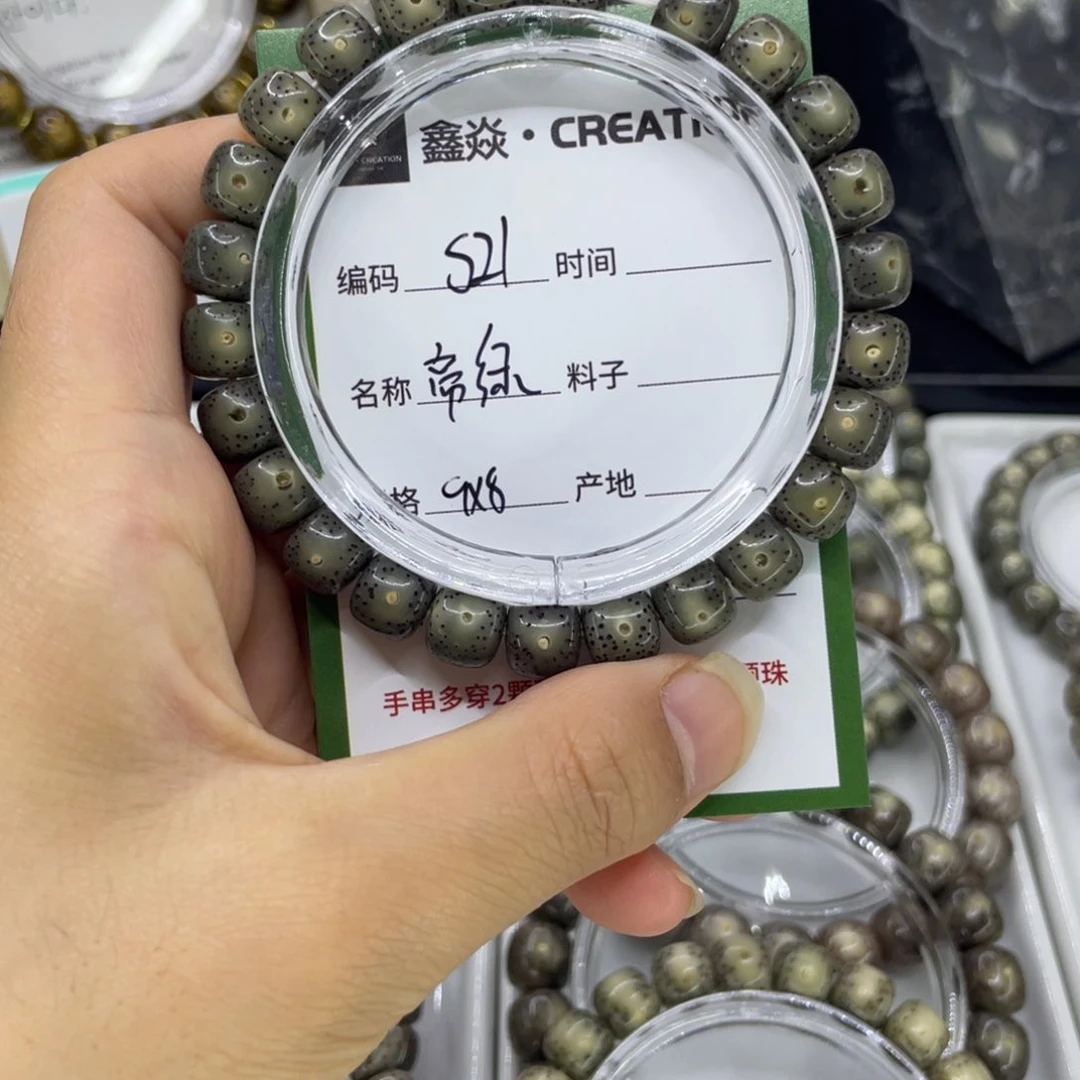 鑫焱·CREATION
CREATION
编码 S21 时间
名称 帝绿 料子
格 9X8 产地
手串多穿2颗 珠